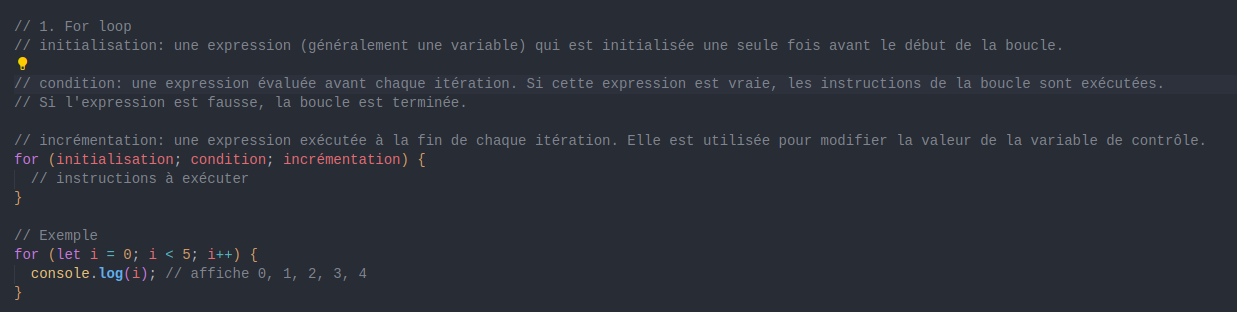 // 1. For loop
// initialisation: une expression (généralement une variable) qui est initialisée une seule fois avant le début de la boucle.
// condition: une expression évaluée avant chaque itération. Si cette expression est vraie, les instructions de la boucle sont exécutées.
// Si l'expression est fausse, la boucle est terminée.
// incrémentation: une expression exécutée à la fin de chaque itération. Elle est utilisée pour modifier la valeur de la variable de contrôle.
for (initialisation; condition; incrémentation) {
  // instructions à exécuter
}
// Exemple
for (let i = 0; i < 5; i++) {
  console.log(i); // affiche 0, 1, 2, 3, 4
}